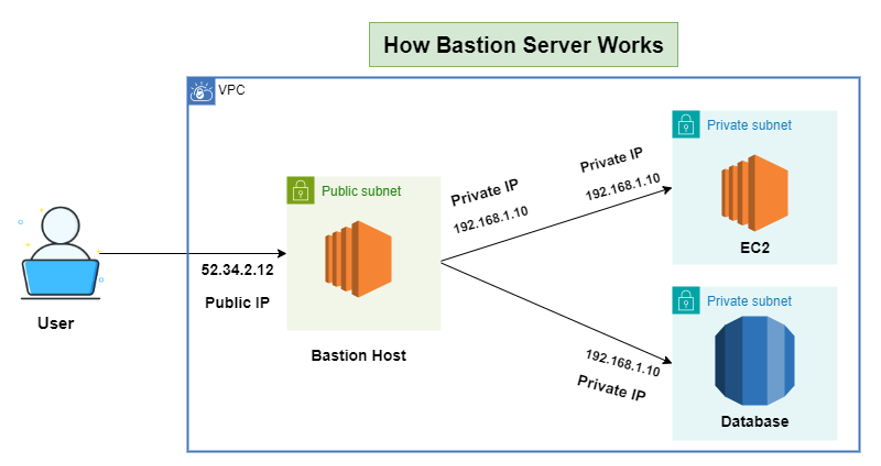 How Bastion Server Works
VPC
Private subnet
Private IP
192.168.1.10
EC2
Public subnet
Private IP
192.168.1.10
52.34.2.12
Public IP
User
Bastion Host
Private subnet
192.168.1.10
Private IP
Database